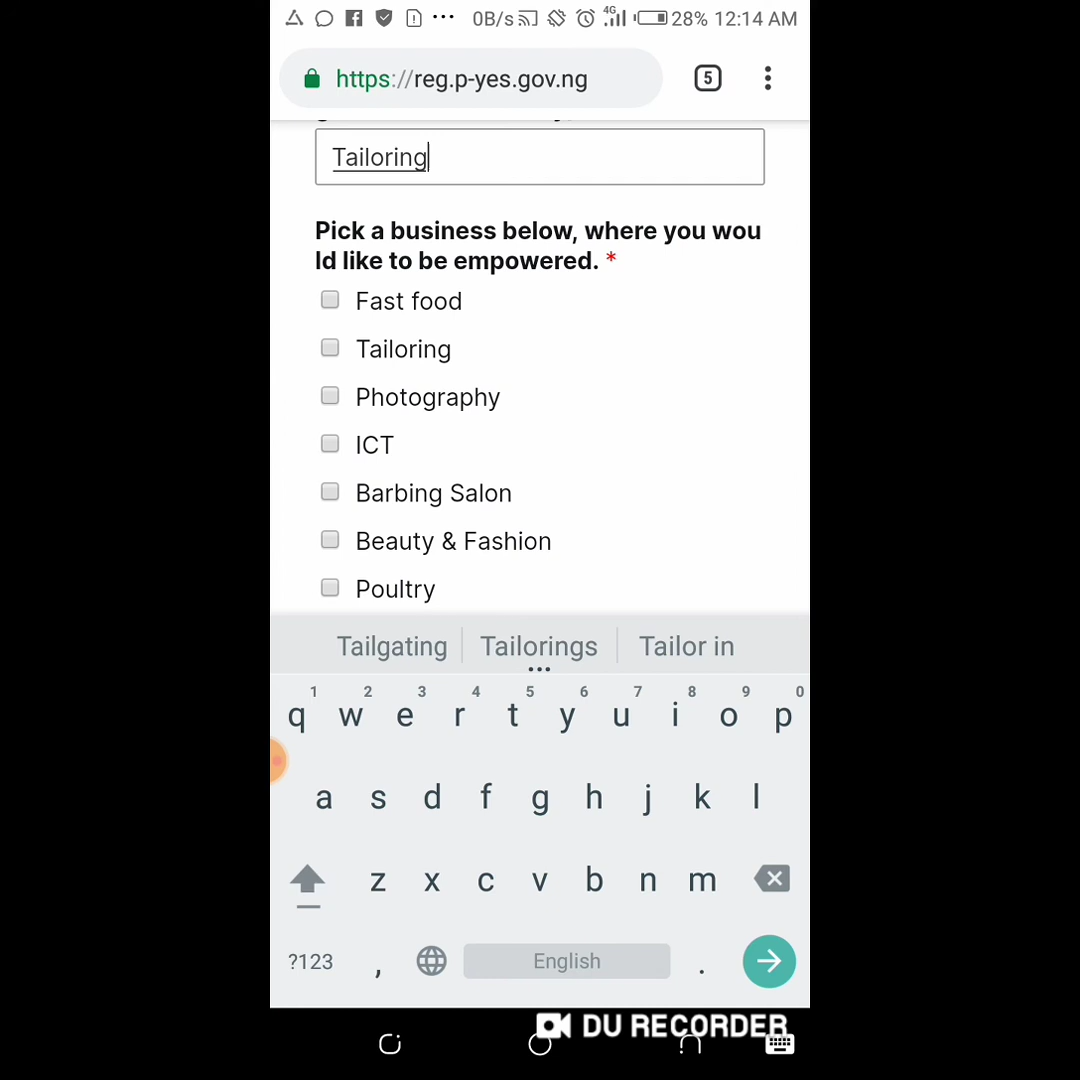 0B/s 4G 28% 12:14 AM
https://reg.p-yes.gov.ng 5
Tailoring
Pick a business below, where you wou
ld like to be empowered. *
Fast food
Tailoring
Photography
ICT
Barbing Salon
Beauty & Fashion
Poultry
Tailgating Tailorings Tailor in
1 2 3 4 5 6 7 8 9 0
q w e r t y u i o p
a s d f g h j k l
z x c v b n m
?123 , English .
DU RECORDER